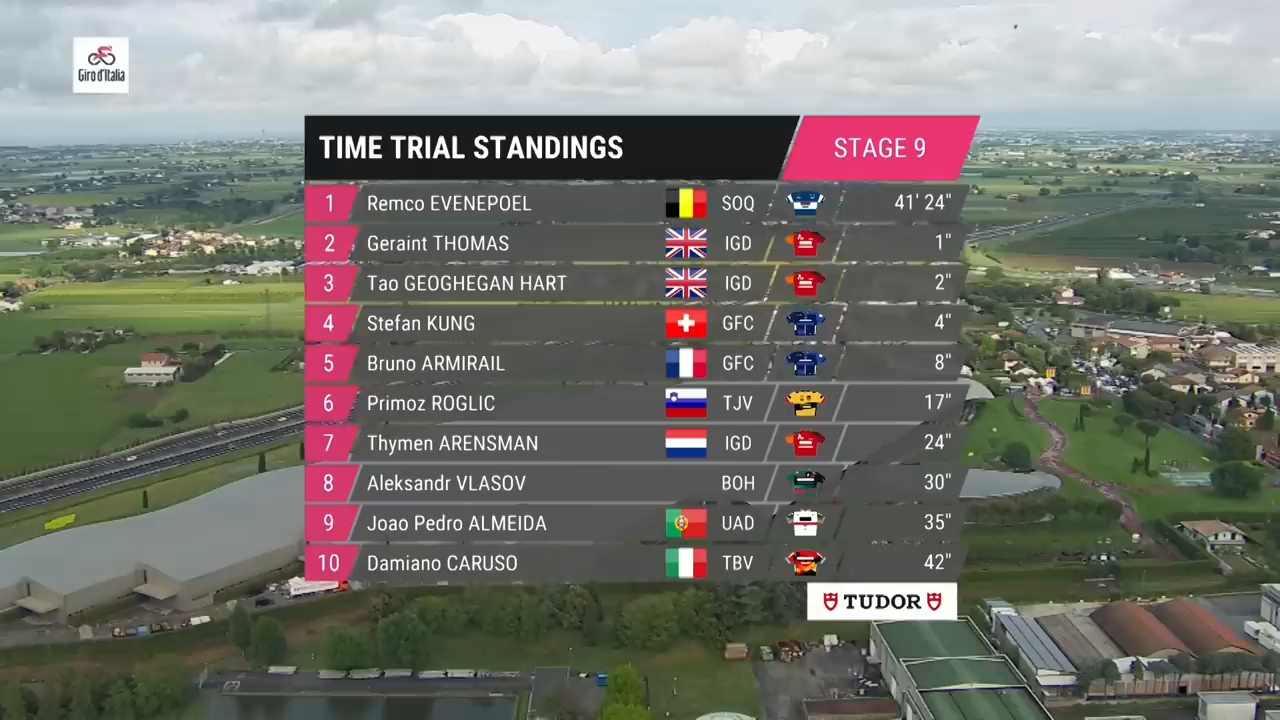 Giro d'Italia
TIME TRIAL STANDINGS STAGE 9
1 Remco EVENEPOEL SOQ 41' 24"
2 Geraint THOMAS IGD 1"
3 Tao GEOGHEGAN HART IGD 2"
4 Stefan KUNG GFC 4"
5 Bruno ARMIRAIL GFC 8"
6 Primoz ROGLIC TJV 17"
7 Thymen ARENSMAN IGD 24"
8 Aleksandr VLASOV BOH 30"
9 Joao Pedro ALMEIDA UAD 35"
10 Damiano CARUSO TBV 42"
TUDOR